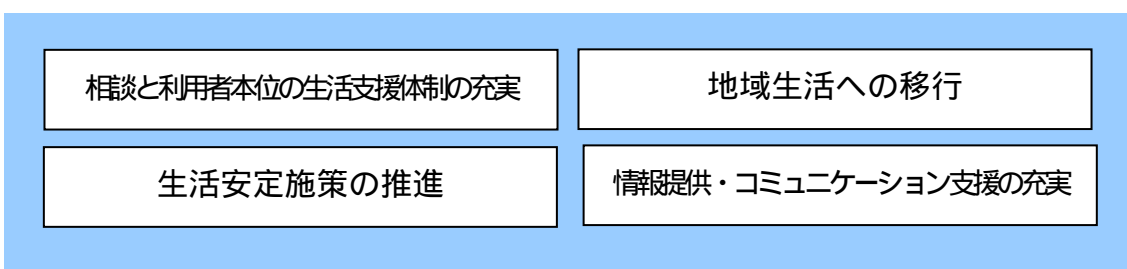 相談と利用者本位の生活支援体制の充実
地域生活への移行
生活安定施策の推進
情報提供・コミュニケーション支援の充実